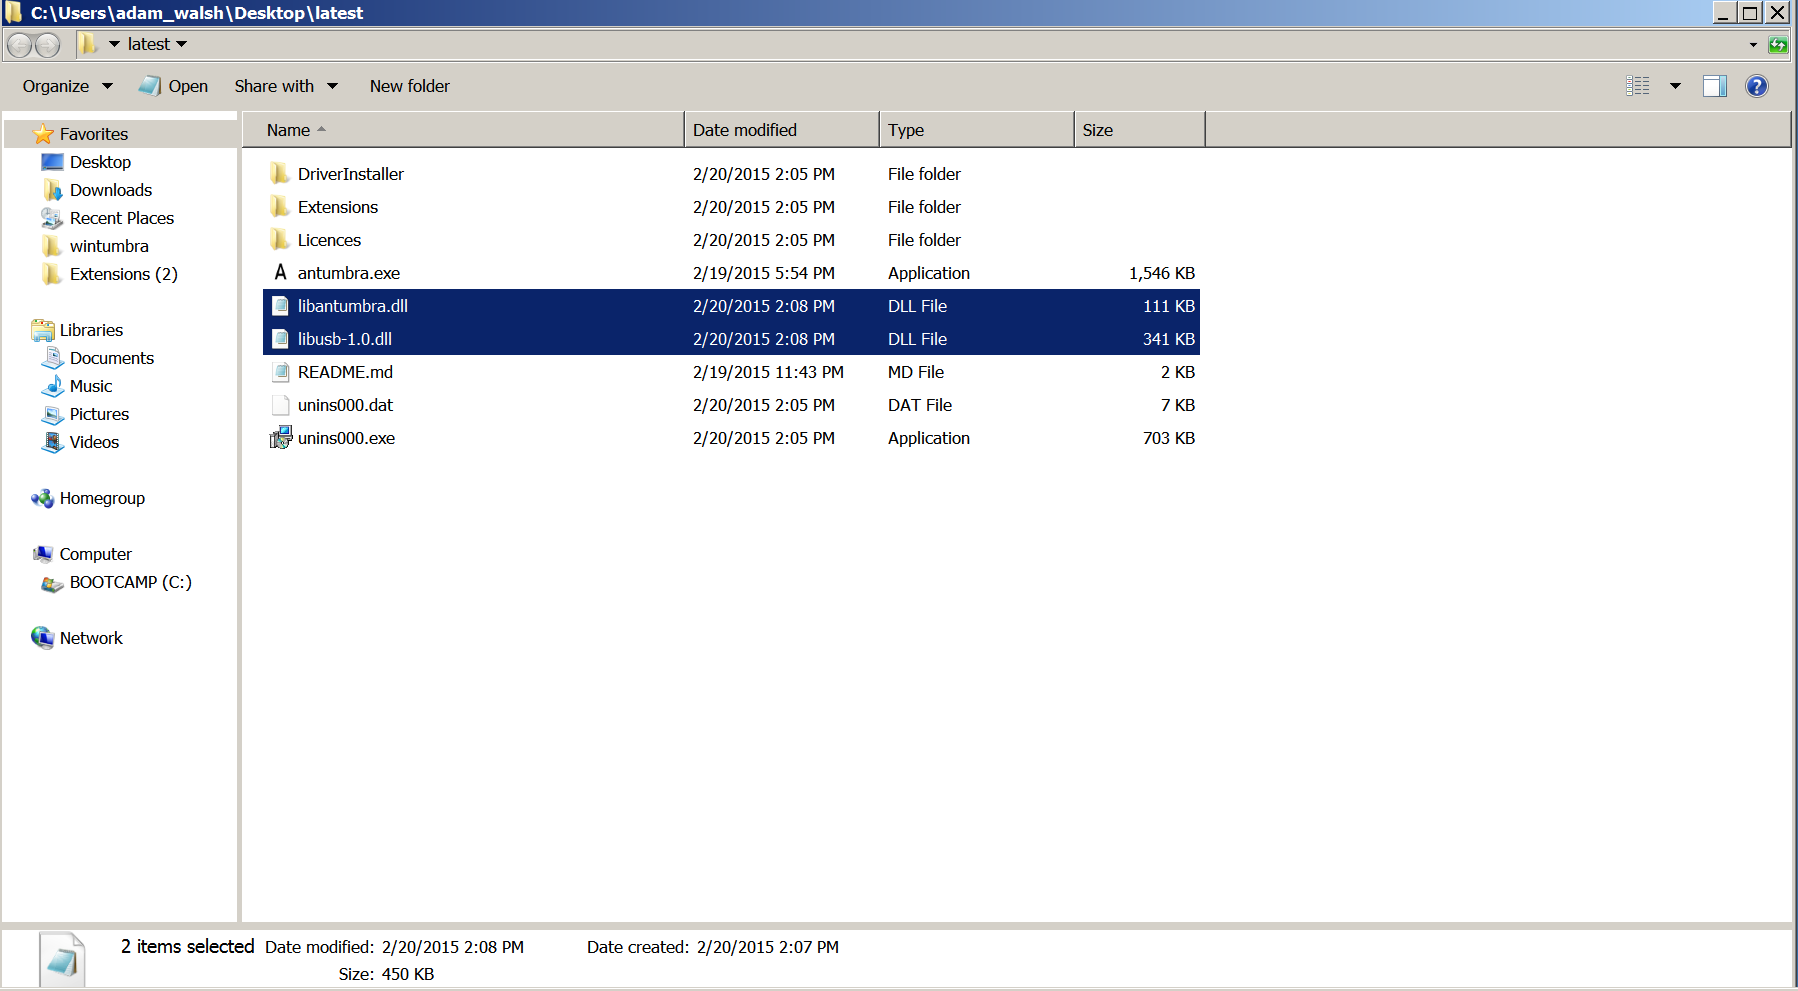 C:\Users\adam_walsh\Desktop\latest
latest
Organize Open Share with New folder
Name Date modified Type Size
Favorites
Desktop
Downloads
Recent Places
wintumbra
Extensions (2)
Libraries
Documents
Music
Pictures
Videos
Homegroup
Computer
BOOTCAMP (C:)
Network
DriverInstaller 2/20/2015 2:05 PM File folder
Extensions 2/20/2015 2:05 PM File folder
Licences 2/20/2015 2:05 PM File folder
A antumbra.exe 2/19/2015 5:54 PM Application 1,546 KB
libantumbra.dll 2/20/2015 2:08 PM DLL File 111 KB
libusb-1.0.dll 2/20/2015 2:08 PM DLL File 341 KB
README.md 2/19/2015 11:43 PM MD File 2 KB
unins000.dat 2/20/2015 2:05 PM DAT File 7 KB
unins000.exe 2/20/2015 2:05 PM Application 703 KB
2 items selected Date modified: 2/20/2015 2:08 PM Date created: 2/20/2015 2:07 PM
Size: 450 KB